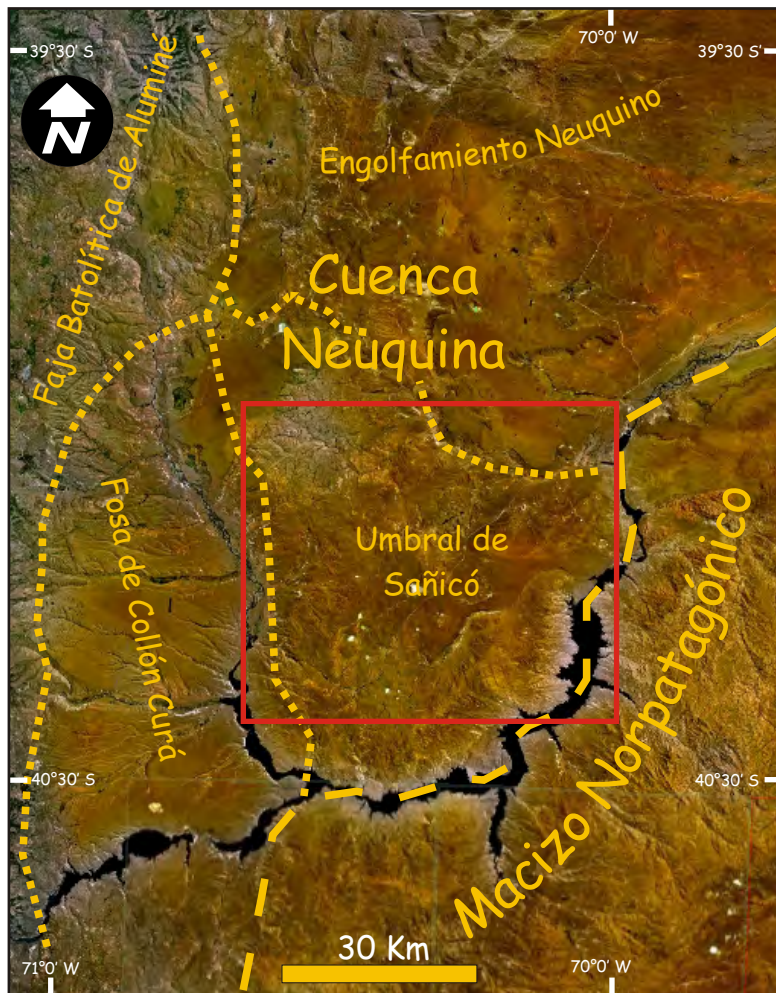 70°0' W
39°30' S
39°30 S'
N
Engolfamiento Neuquino
Faja Batolítica de Aluminé
Cuenca
Neuquina
Fosa de Collón Curá
Umbral de
Sañicó
Macizo Norpatagónico
40°30' S
40°30' S
30 Km
71°0' W
70°0' W